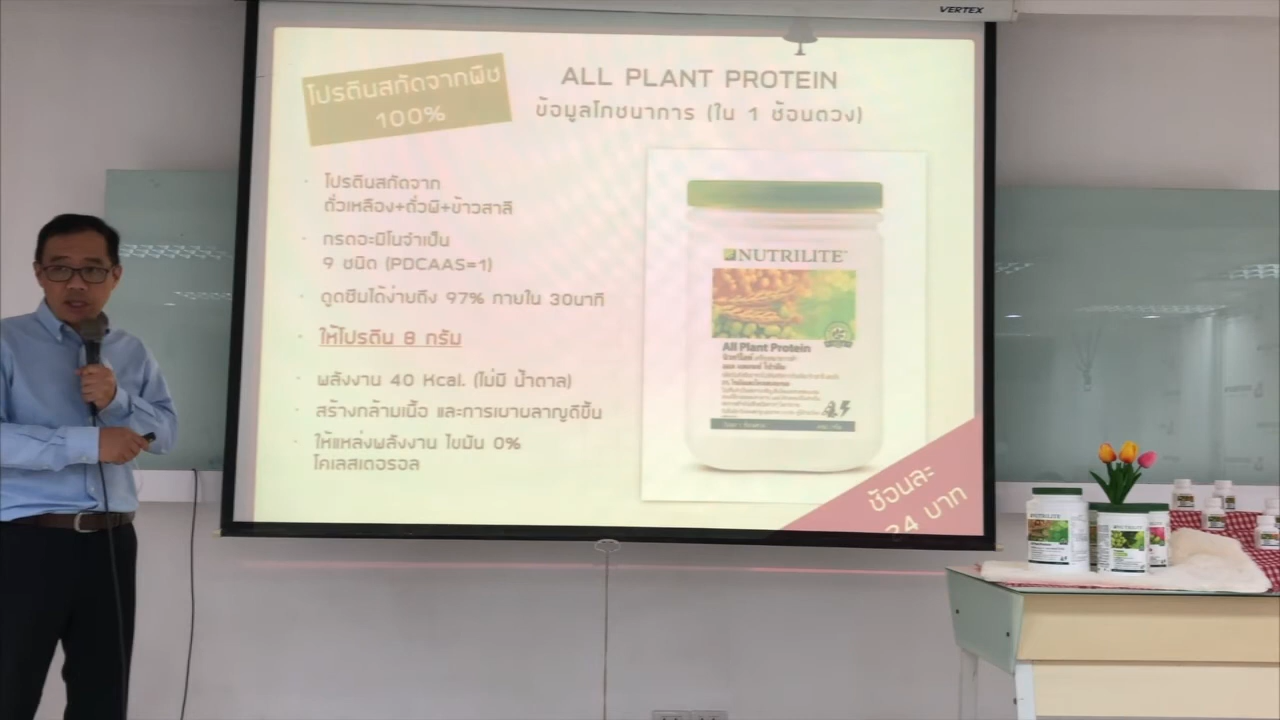 VERTEX
โปรตีนสกัดจากพืช
100%
ALL PLANT PROTEIN
ข้อมูลโภชนาการ (ใน 1 ช้อนตวง)
· โปรตีนสกัดจาก
ถั่วเหลือง+ถั่วพี+ข้าวสาลี
· กรดอะมิโนจำเป็น
9 ชนิด (PDCAAS=1)
· ดูดซึมได้ง่ายถึง 97% ภายใน 30นาที
· ให้โปรตีน 8 กรัม
· พลังงาน 40 Kcal. (ไม่มี น้ำตาล)
· สร้างกล้ามเนื้อ และการเผาผลาญดีขึ้น
· ให้แหล่งพลังงาน ไขมัน 0%
โคเลสเตอรอล
NUTRILITE
All Plant Protein
ช้อนละ
24 บาท
NUTRILITE
NUTRILITE